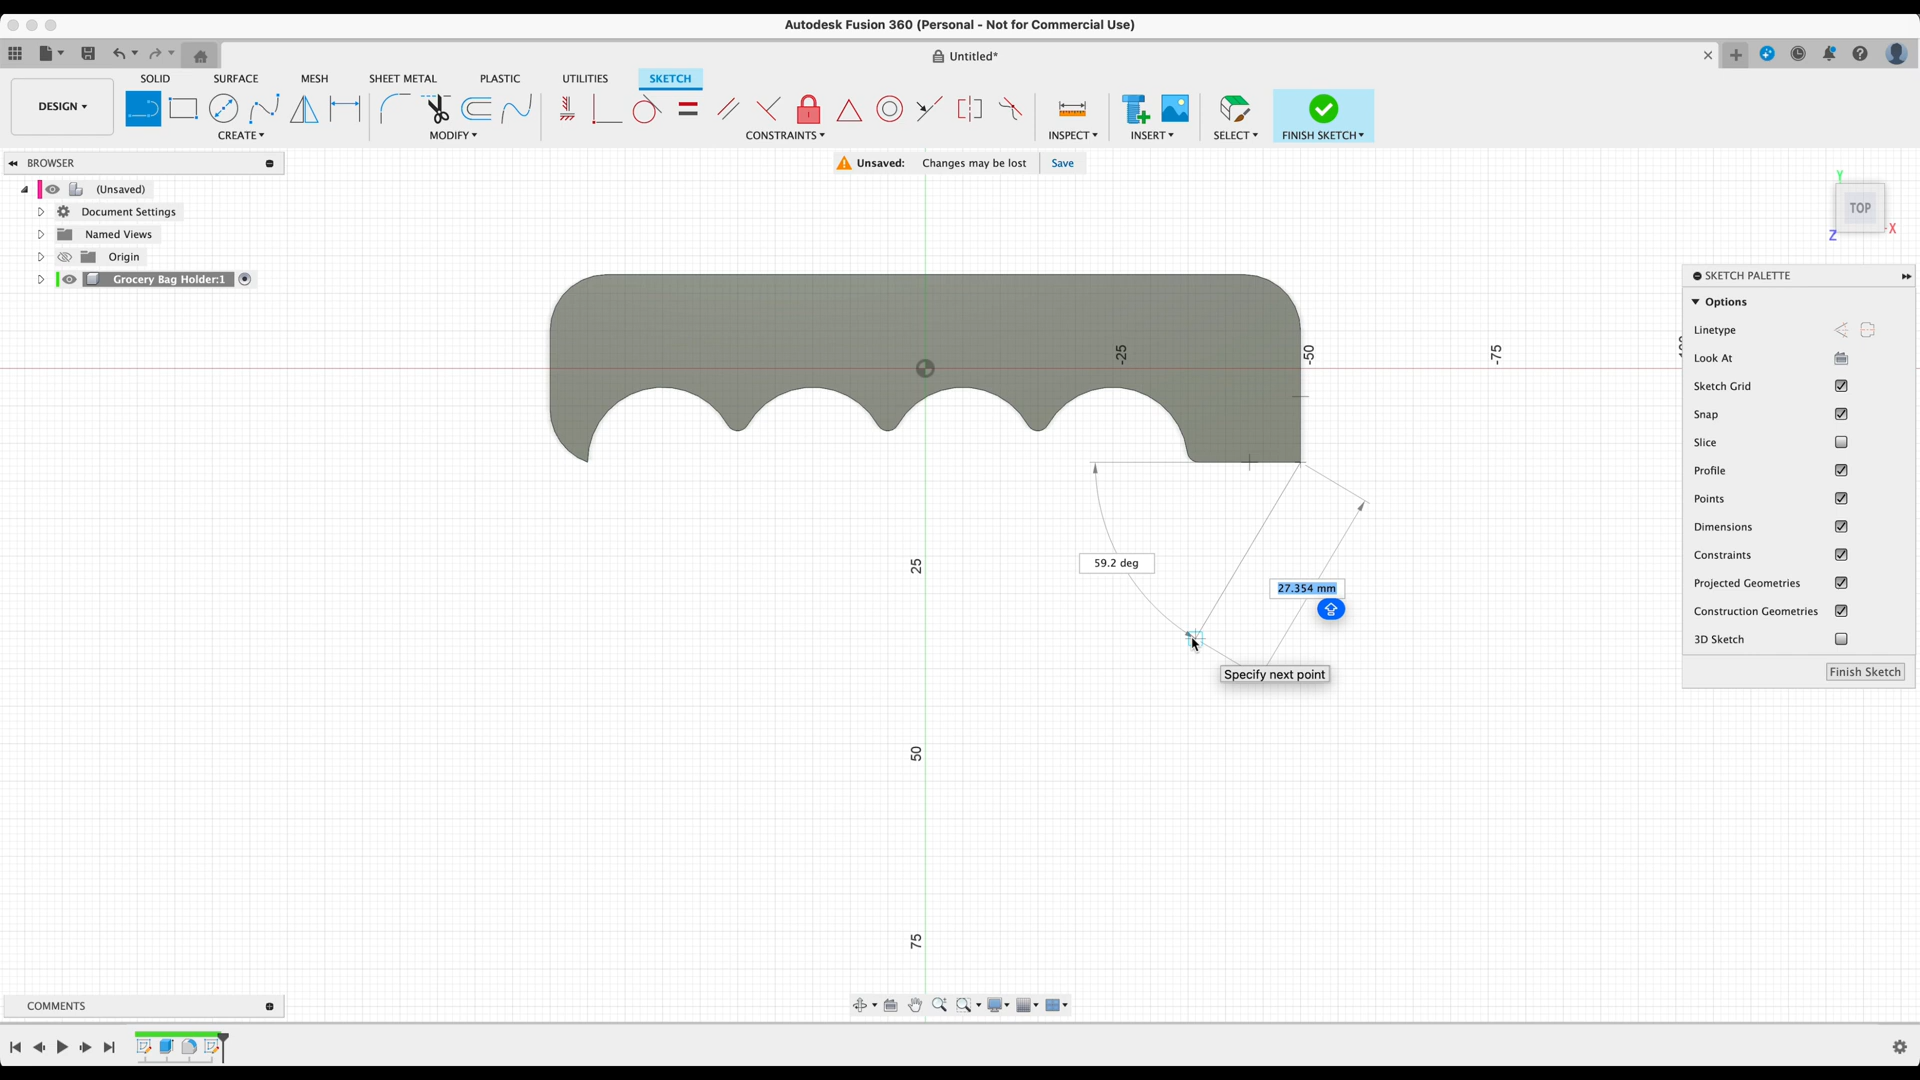 Autodesk Fusion 360 (Personal - Not for Commercial Use)
Untitled*
SOLID SURFACE MESH SHEET METAL PLASTIC UTILITIES SKETCH
DESIGN
CREATE MODIFY CONSTRAINTS INSPECT INSERT SELECT FINISH SKETCH
BROWSER
Unsaved: Changes may be lost Save
(Unsaved)
Document Settings
Named Views
Origin
Grocery Bag Holder:1
Y
TOP
X
Z
-25
-50
-75
25
50
75
59.2 deg
27.354 mm
Specify next point
SKETCH PALETTE
Options
Linetype
Look At
Sketch Grid
Snap
Slice
Profile
Points
Dimensions
Constraints
Projected Geometries
Construction Geometries
3D Sketch
Finish Sketch
COMMENTS